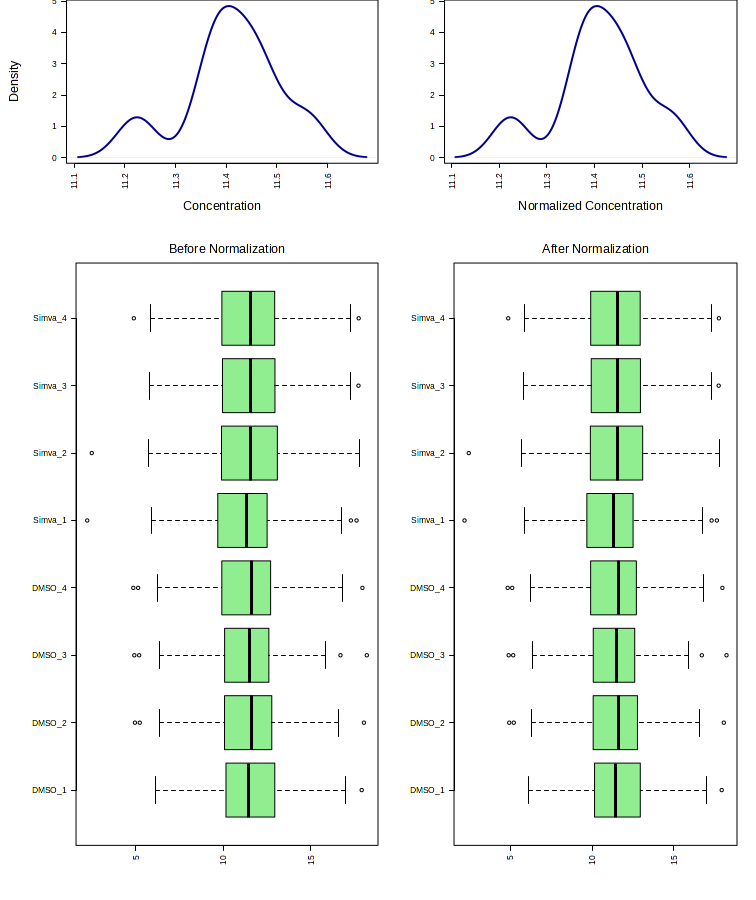 5
4
3
2
1
0
Density
11.1
11.2
11.3
11.4
11.5
11.6
Concentration
5
4
3
2
1
0
11.1
11.2
11.3
11.4
11.5
11.6
Normalized Concentration
Before Normalization
Simva_4
Simva_3
Simva_2
Simva_1
DMSO_4
DMSO_3
DMSO_2
DMSO_1
5
10
15
After Normalization
Simva_4
Simva_3
Simva_2
Simva_1
DMSO_4
DMSO_3
DMSO_2
DMSO_1
5
10
15